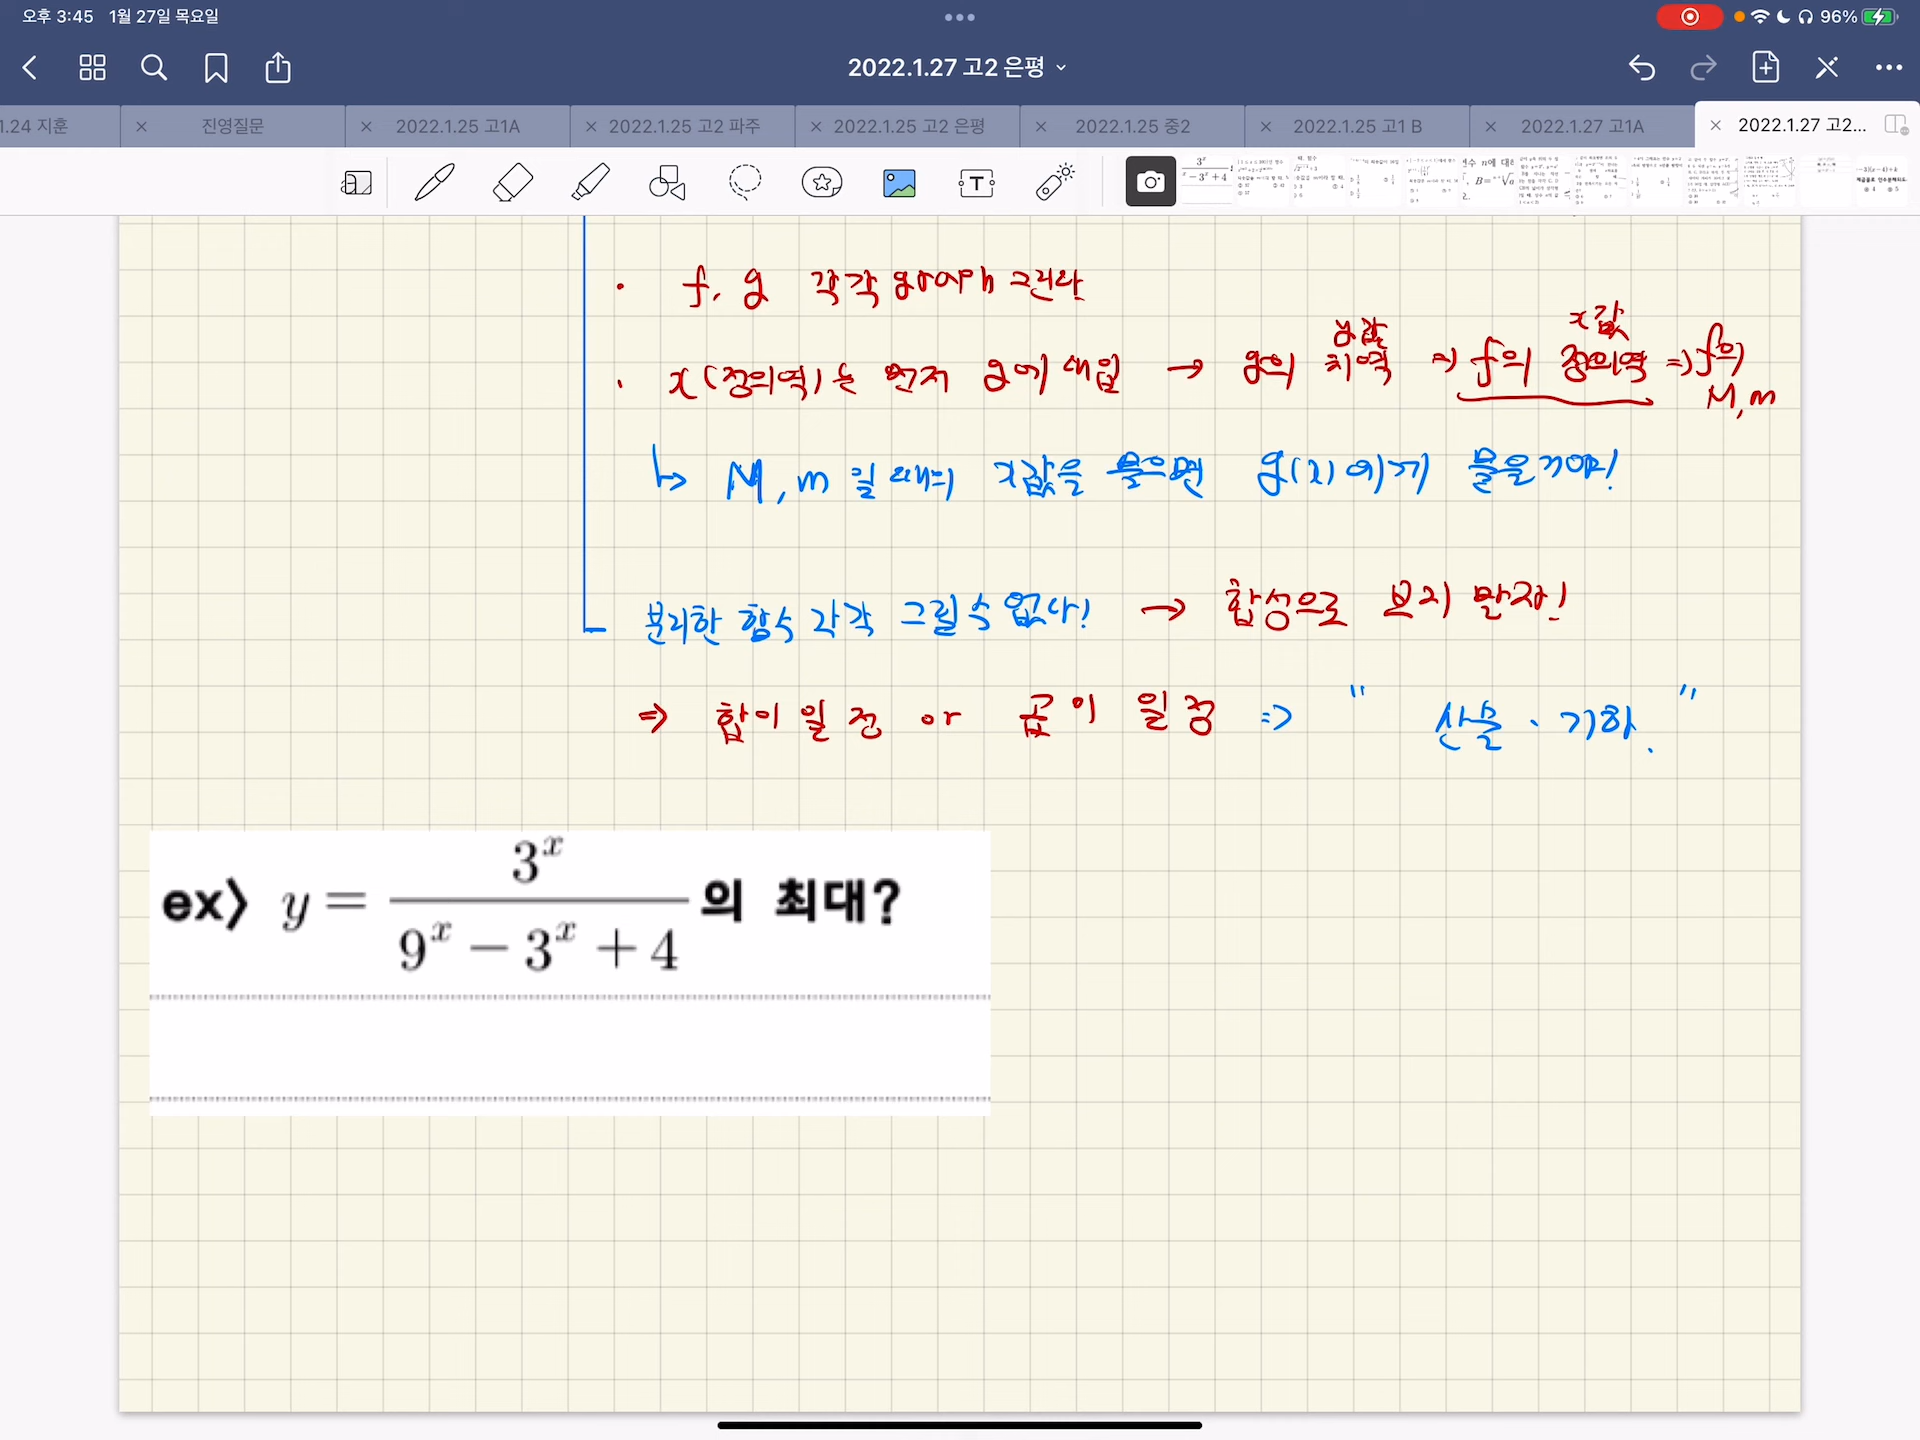 오후 3:45 1월 27일 목요일
96%
2022.1.27 고2 은평
1.24 지훈
진영질문
2022.1.25 고1A
2022.1.25 고2 파주
2022.1.25 고2 은평
2022.1.25 중2
2022.1.25 고1 B
2022.1.27 고1A
2022.1.27 고2...
· f, g 각각 graph 그린다
y값 x값
· x(정의역)는 먼저 g에 대입 → g의 치역 ⇒ f의 정의역 ⇒ f의 M, m
↳ M, m 일 때의 x값을 물으면 g(x)에게 물을거야!
분리한 함수 각각 그릴 수 없다! → 합성으로 보지 말자!
⇒ 합이 일정 or 곱이 일정 ⇒ " 산술·기하. "
ex) y = 3^x / (9^x − 3^x + 4) 의 최대?